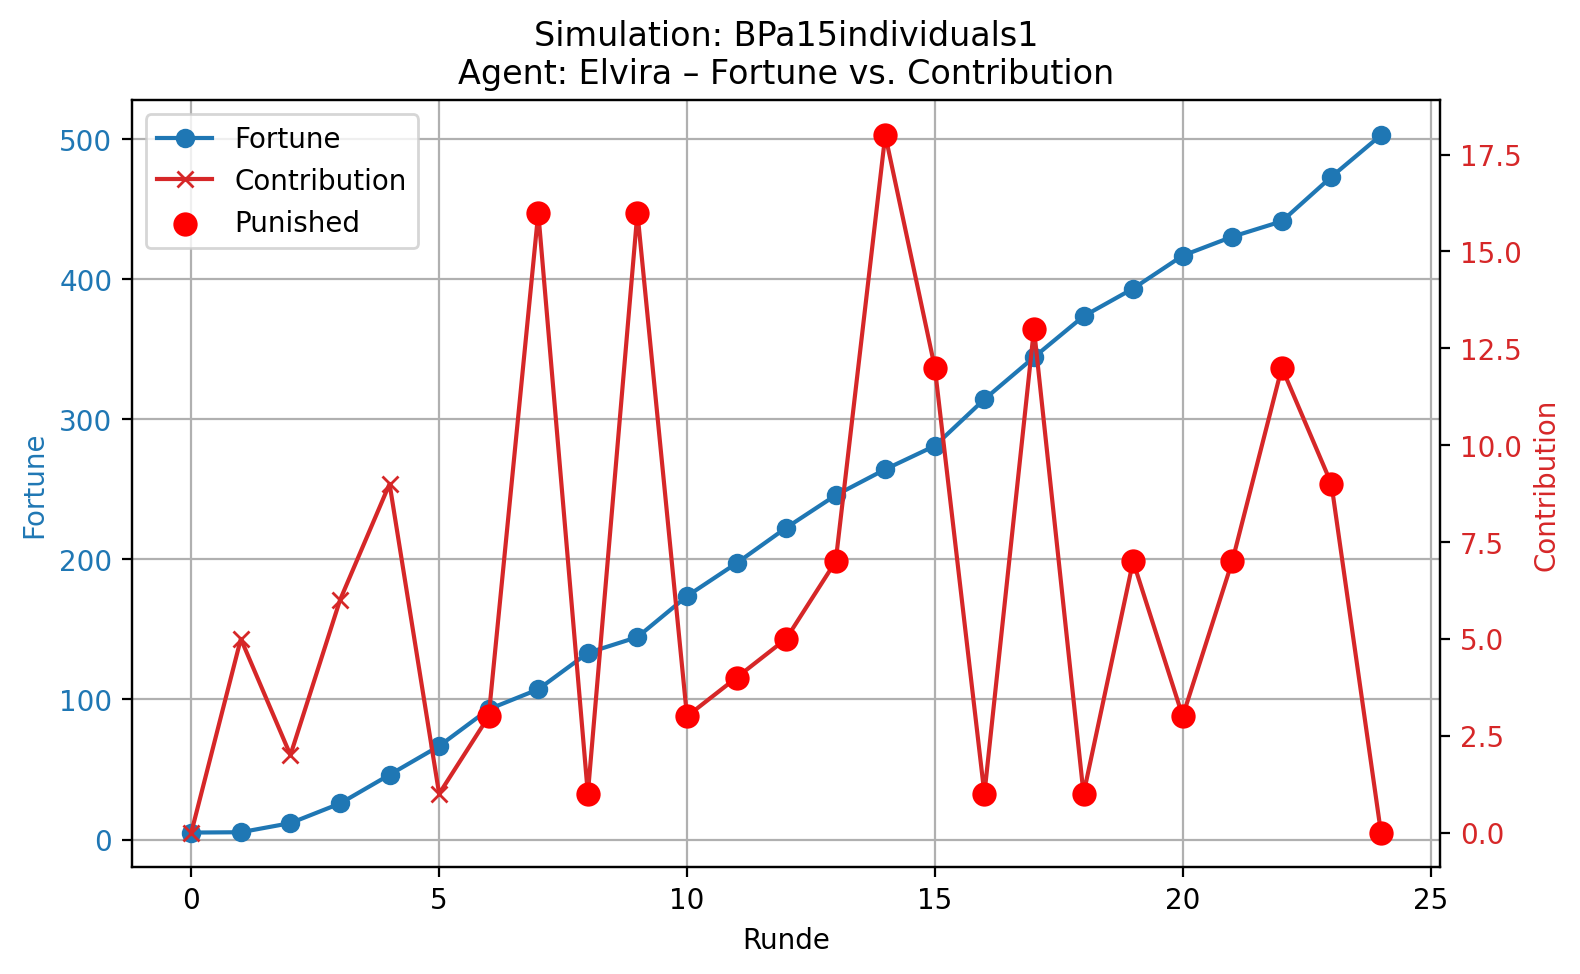 Simulation: BPa15individuals1
Agent: Elvira – Fortune vs. Contribution
Fortune
Contribution
Punished
500
400
300
200
100
0
Fortune
17.5
15.0
12.5
10.0
7.5
5.0
2.5
0.0
Contribution
0 5 10 15 20 25
Runde